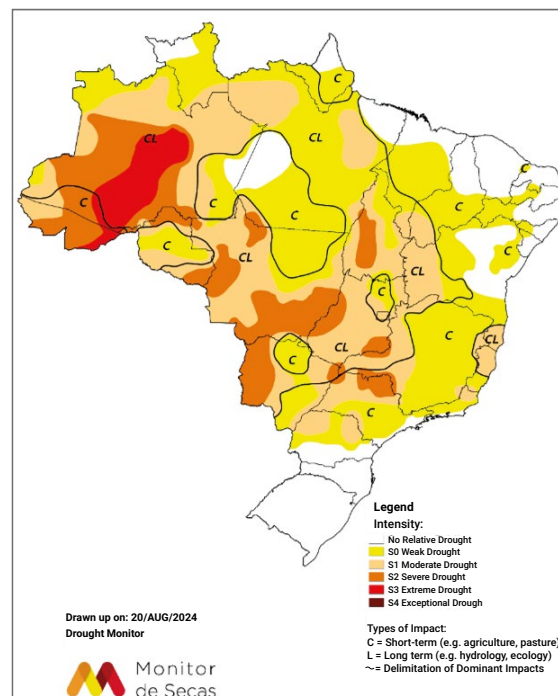 C
CL
CL
C
C
C
C
C
C
C
CL
CL
C
CL
CL
C
C
Legend
Intensity:
No Relative Drought
S0 Weak Drought
S1 Moderate Drought
S2 Severe Drought
S3 Extreme Drought
S4 Exceptional Drough
Types of Impact:
C = Short-term (e.g. agriculture, pasture)
L = Long term (e.g. hydrology, ecology)
= Delimitation of Dominant Impacts
Drawn up on: 20/AUG/2024
Drought Monitor
Monitor
de Secas